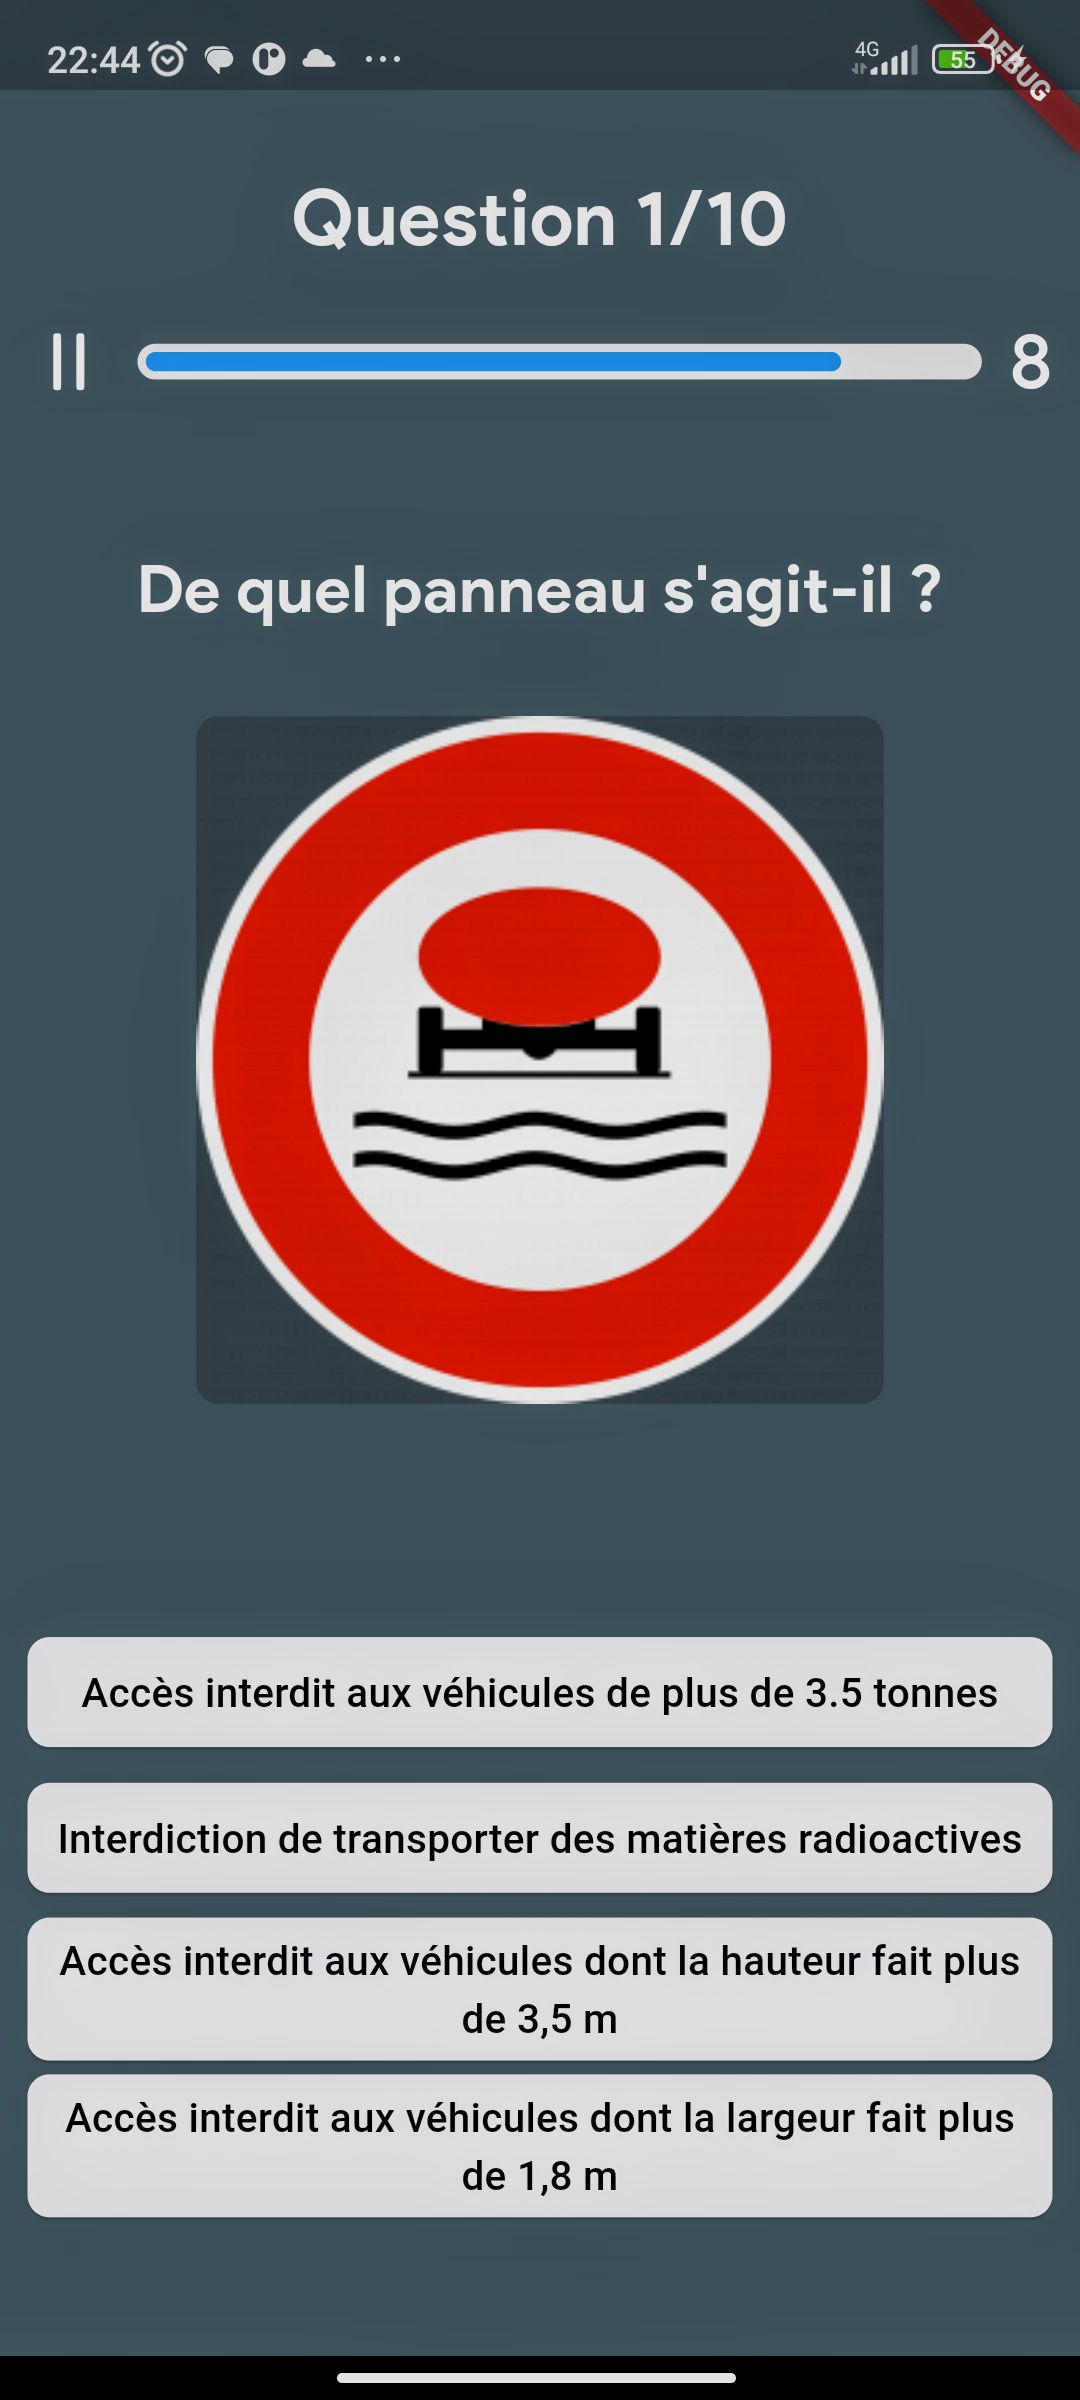 22:44
4G
55
DEBUG
Question 1/10
8
De quel panneau s'agit-il ?
Accès interdit aux véhicules de plus de 3.5 tonnes
Interdiction de transporter des matières radioactives
Accès interdit aux véhicules dont la hauteur fait plus
de 3,5 m
Accès interdit aux véhicules dont la largeur fait plus
de 1,8 m